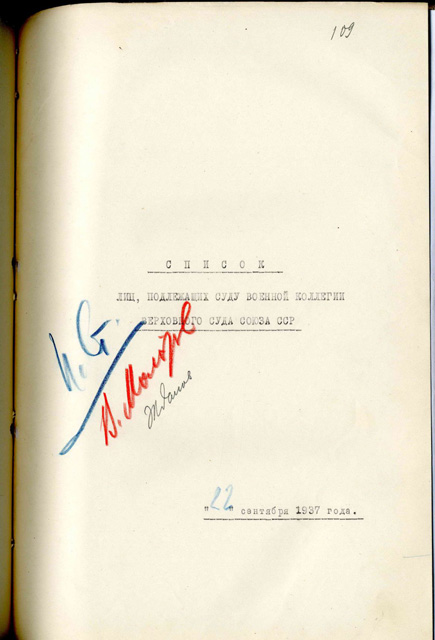 109
С П И С О К
ЛИЦ, ПОДЛЕЖАЩИХ СУДУ ВОЕННОЙ КОЛЛЕГИИ
ВЕРХОВНОГО СУДА СОЮЗА ССР
И. Ст.
В. Молотов
Жданов
"22" сентября 1937 года.